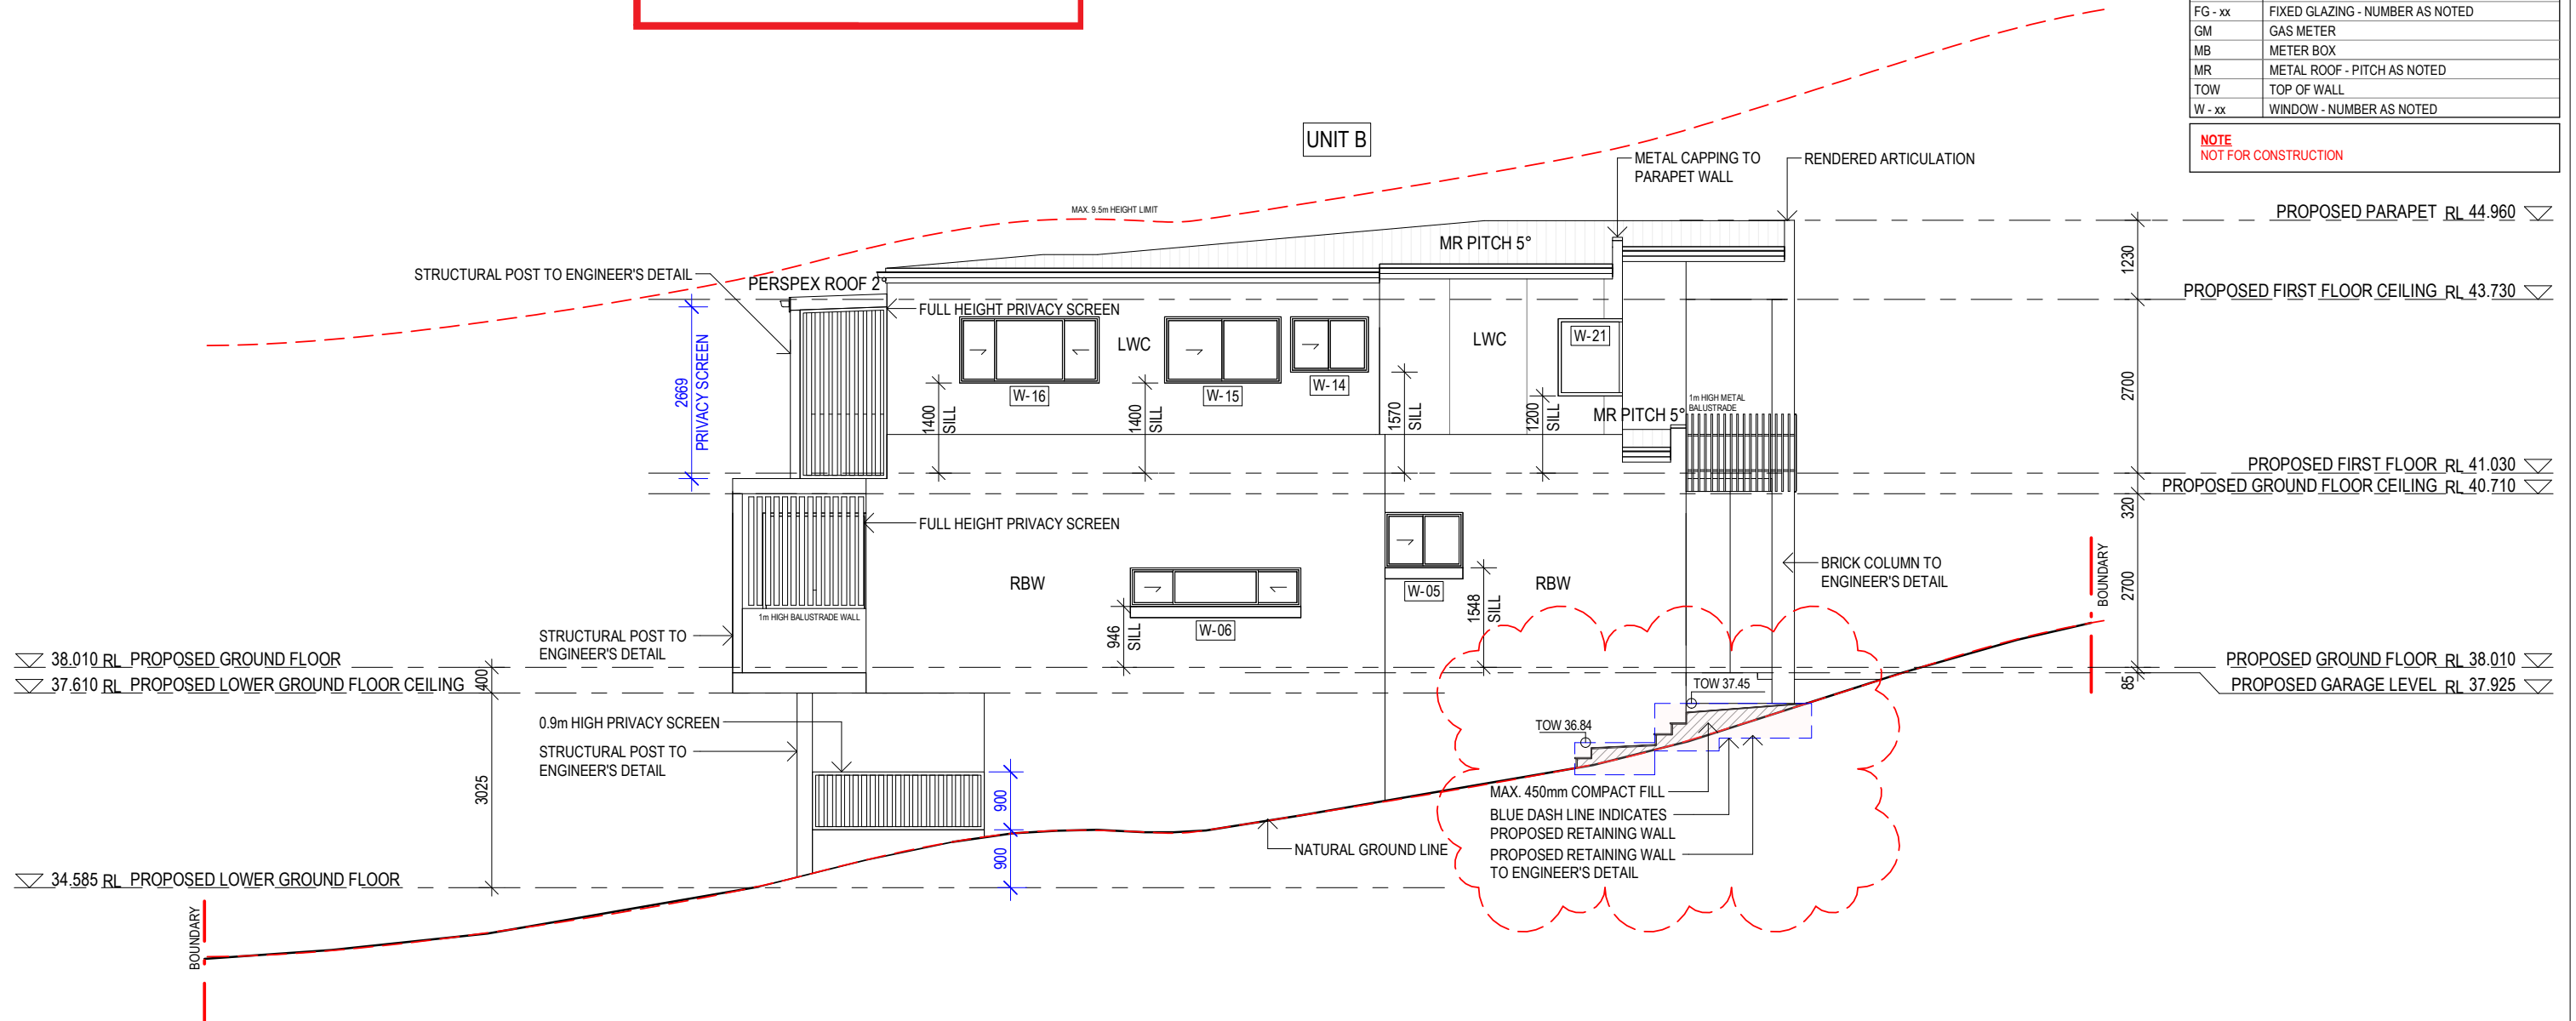 FG - xx FIXED GLAZING - NUMBER AS NOTED
GM GAS METER
MB METER BOX
MR METAL ROOF - PITCH AS NOTED
TOW TOP OF WALL
W - xx WINDOW - NUMBER AS NOTED
NOTE
NOT FOR CONSTRUCTION
UNIT B
METAL CAPPING TO
PARAPET WALL
RENDERED ARTICULATION
MAX. 9.5m HEIGHT LIMIT
PROPOSED PARAPET RL 44.960
MR PITCH 5°
1230
STRUCTURAL POST TO ENGINEER'S DETAIL
PERSPEX ROOF 2°
PROPOSED FIRST FLOOR CEILING RL 43.730
FULL HEIGHT PRIVACY SCREEN
2669
PRIVACY SCREEN
LWC
LWC
W-21
W-16
W-15
W-14
2700
1400
SILL
1400
SILL
1570
SILL
1200
SILL
MR PITCH 5°
1m HIGH METAL
BALUSTRADE
PROPOSED FIRST FLOOR RL 41.030
PROPOSED GROUND FLOOR CEILING RL 40.710
320
FULL HEIGHT PRIVACY SCREEN
RBW
RBW
W-05
W-06
946
SILL
1548
SILL
BRICK COLUMN TO
ENGINEER'S DETAIL
2700
BOUNDARY
1m HIGH BALUSTRADE WALL
STRUCTURAL POST TO
ENGINEER'S DETAIL
38.010 RL PROPOSED GROUND FLOOR
37.610 RL PROPOSED LOWER GROUND FLOOR CEILING
400
PROPOSED GROUND FLOOR RL 38.010
85
PROPOSED GARAGE LEVEL RL 37.925
TOW 37.45
TOW 36.84
0.9m HIGH PRIVACY SCREEN
STRUCTURAL POST TO
ENGINEER'S DETAIL
3025
900
900
MAX. 450mm COMPACT FILL
BLUE DASH LINE INDICATES
PROPOSED RETAINING WALL
PROPOSED RETAINING WALL
TO ENGINEER'S DETAIL
NATURAL GROUND LINE
34.585 RL PROPOSED LOWER GROUND FLOOR
BOUNDARY